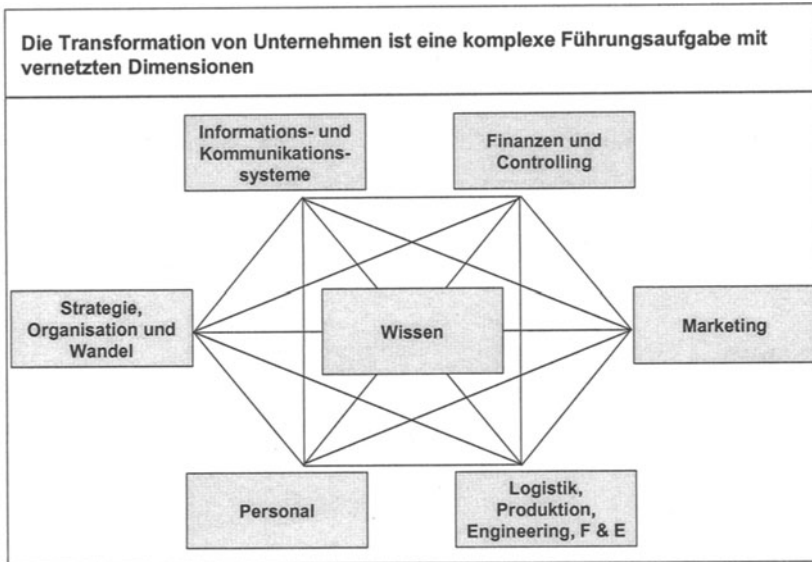 Die Transformation von Unternehmen ist eine komplexe Führungsaufgabe mit
vernetzten Dimensionen
Informations- und
Kommunikations-
systeme
Finanzen und
Controlling
Strategie,
Organisation und
Wandel
Wissen
Marketing
Personal
Logistik,
Produktion,
Engineering, F & E